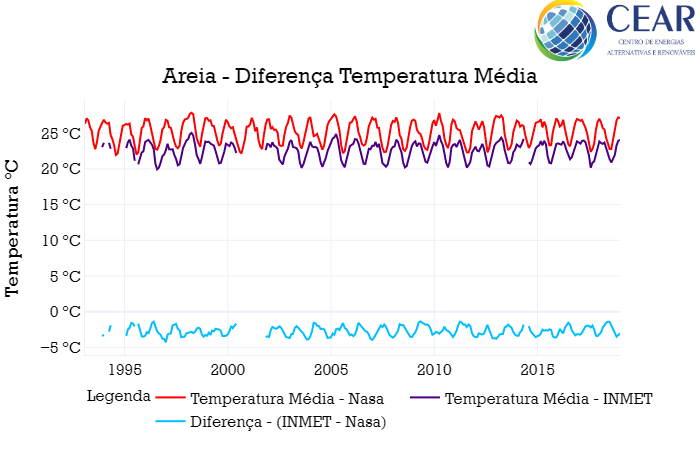 CEAR
CENTRO DE ENERGIAS
ALTERNATIVAS E RENOVÁVEIS
Areia - Diferença Temperatura Média
Temperatura °C
25 °C
20 °C
15 °C
10 °C
5 °C
0 °C
−5 °C
1995 2000 2005 2010 2015
Legenda Temperatura Média - Nasa Temperatura Média - INMET
Diferença - (INMET - Nasa)